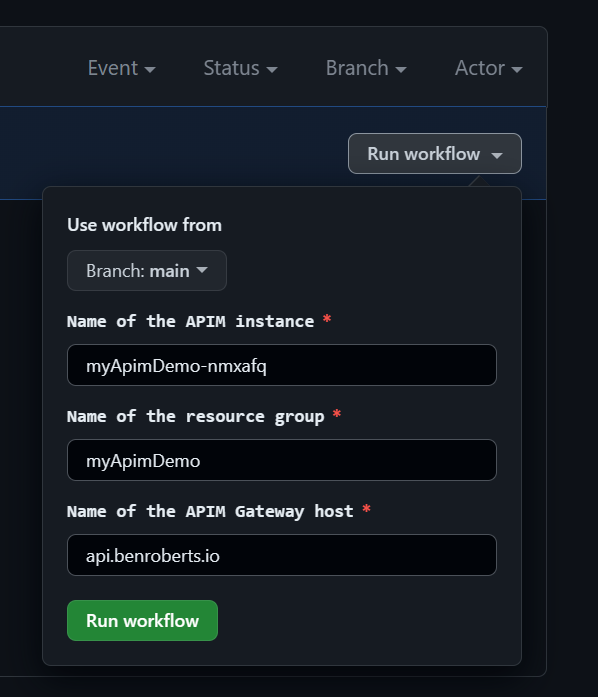 Event Status Branch Actor
Run workflow
Use workflow from
Branch: main
Name of the APIM instance *
myApimDemo-nmxafq
Name of the resource group *
myApimDemo
Name of the APIM Gateway host *
api.benroberts.io
Run workflow